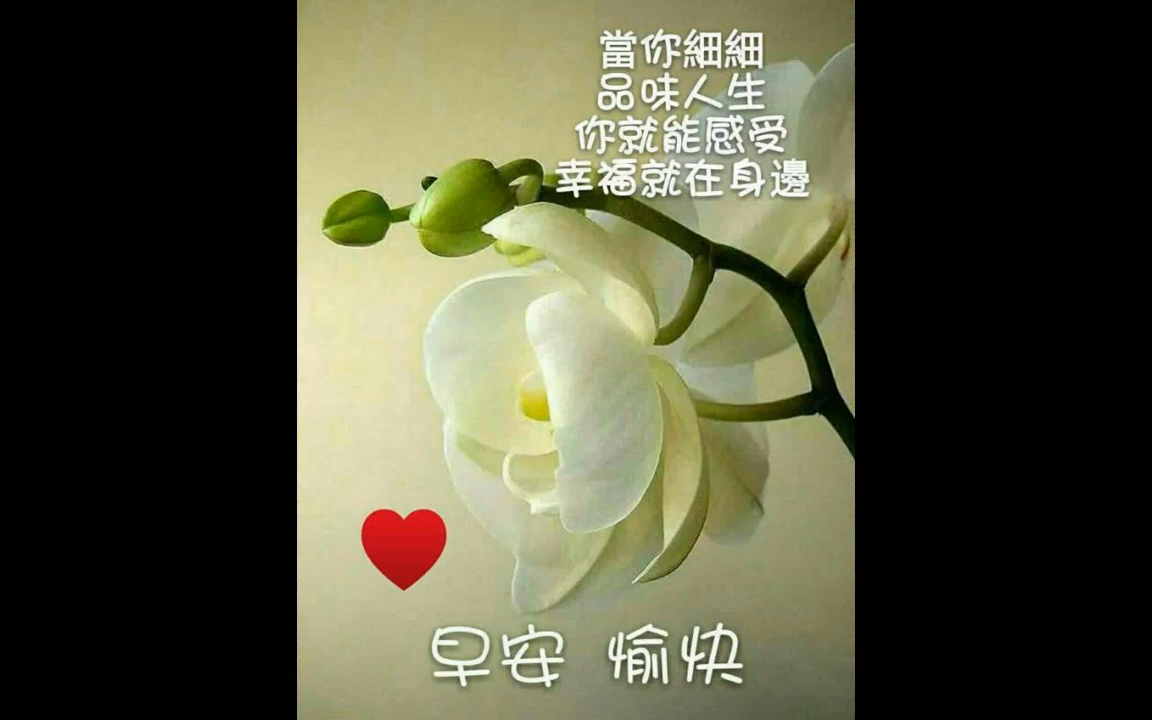 當你細細
品味人生
你就能感受
幸福就在身邊
早安 愉快